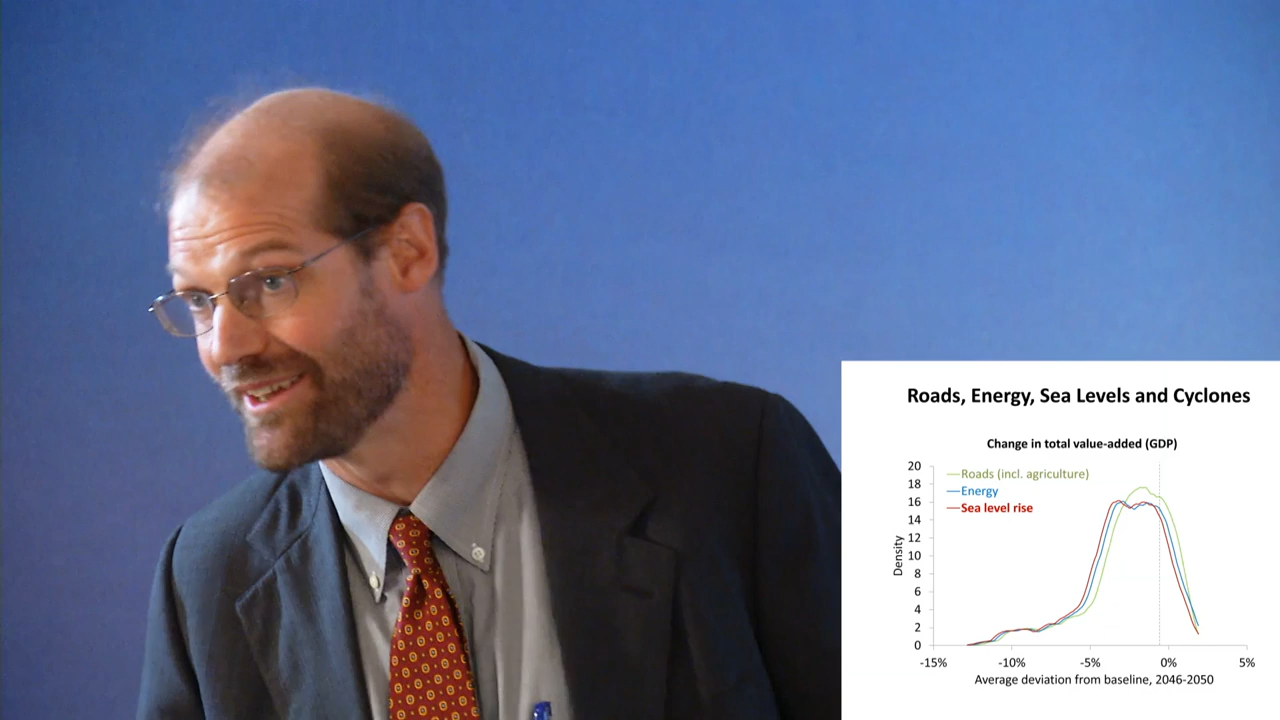 Roads, Energy, Sea Levels and Cyclones
Change in total value-added (GDP)
20
18
16
14
12
10
8
6
4
2
0
Density
Roads (incl. agriculture)
Energy
Sea level rise
-15% -10% -5% 0% 5%
Average deviation from baseline, 2046-2050